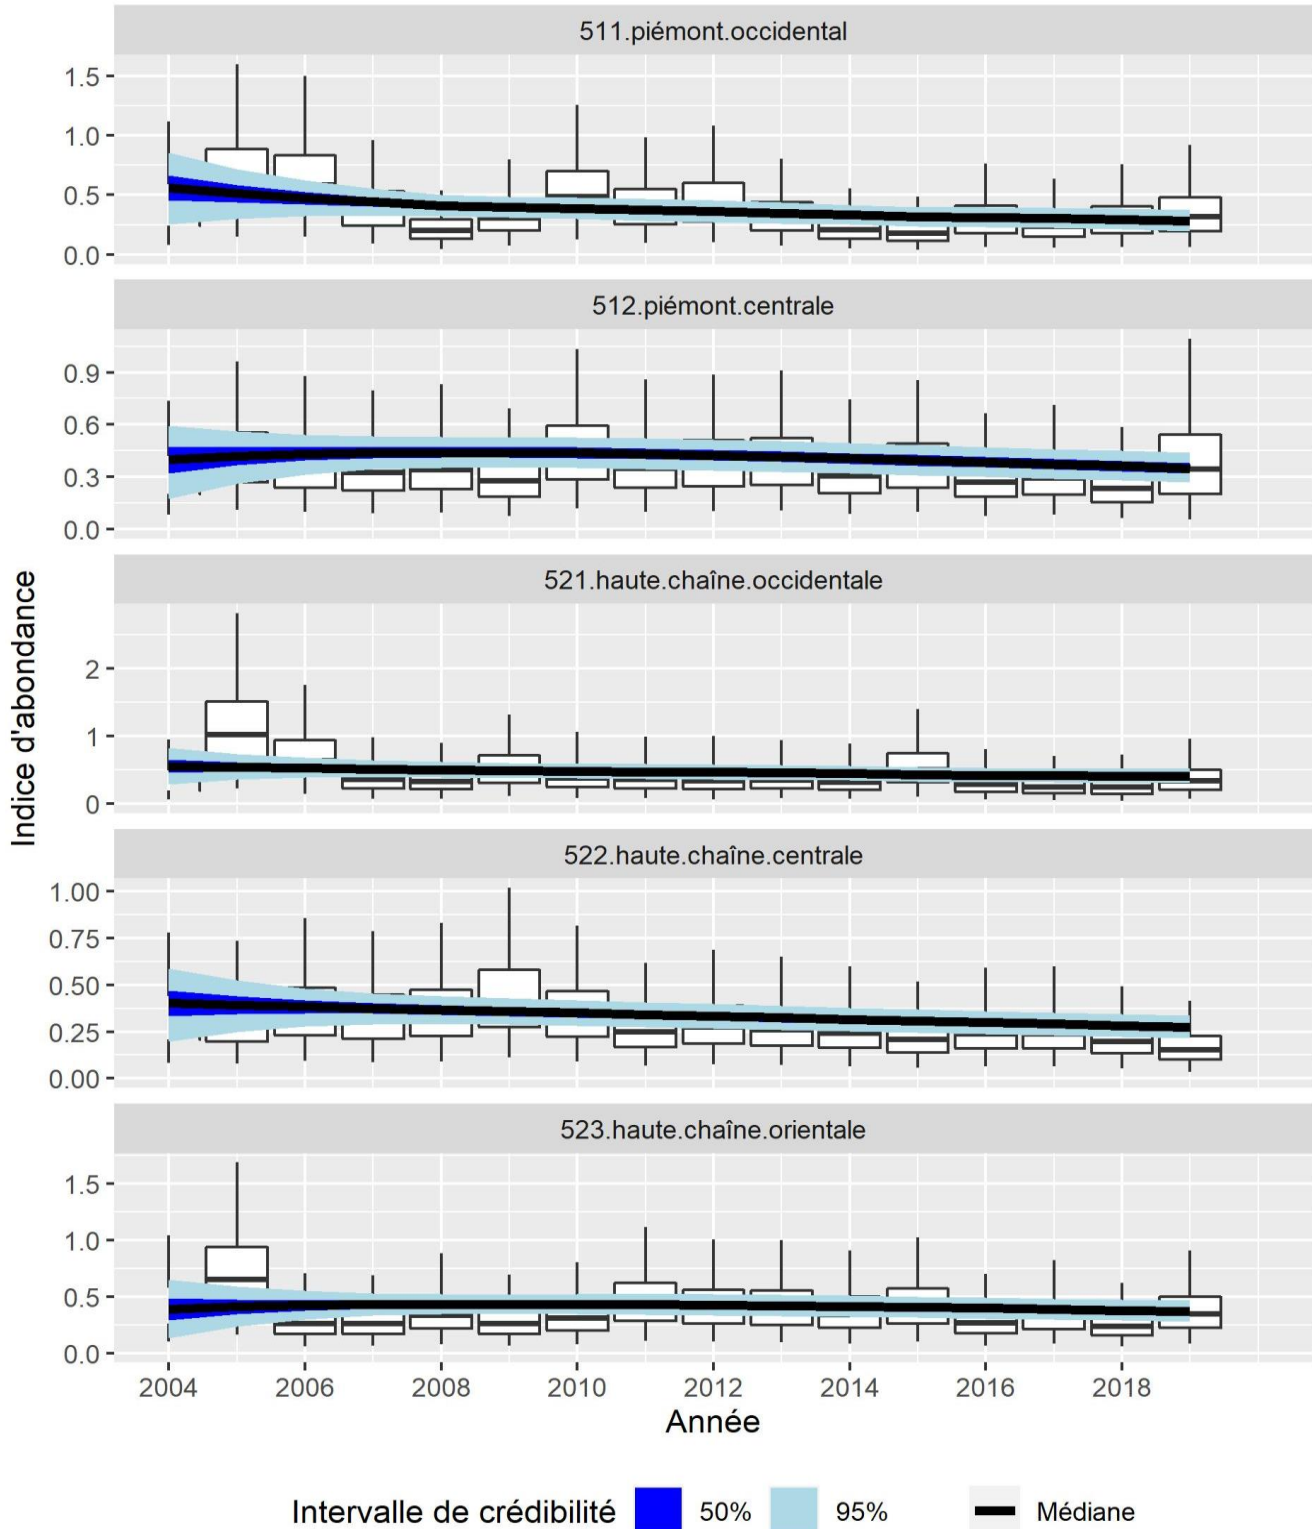 511.piémont.occidental
1.5
1.0
0.5
0.0
512.piémont.centrale
0.9
0.6
0.3
0.0
521.haute.chaîne.occidentale
2
1
0
Indice d'abondance
522.haute.chaîne.centrale
1.00
0.75
0.50
0.25
0.00
523.haute.chaîne.orientale
1.5
1.0
0.5
0.0
2004 2006 2008 2010 2012 2014 2016 2018
Année
Intervalle de crédibilité 50% 95% Médiane